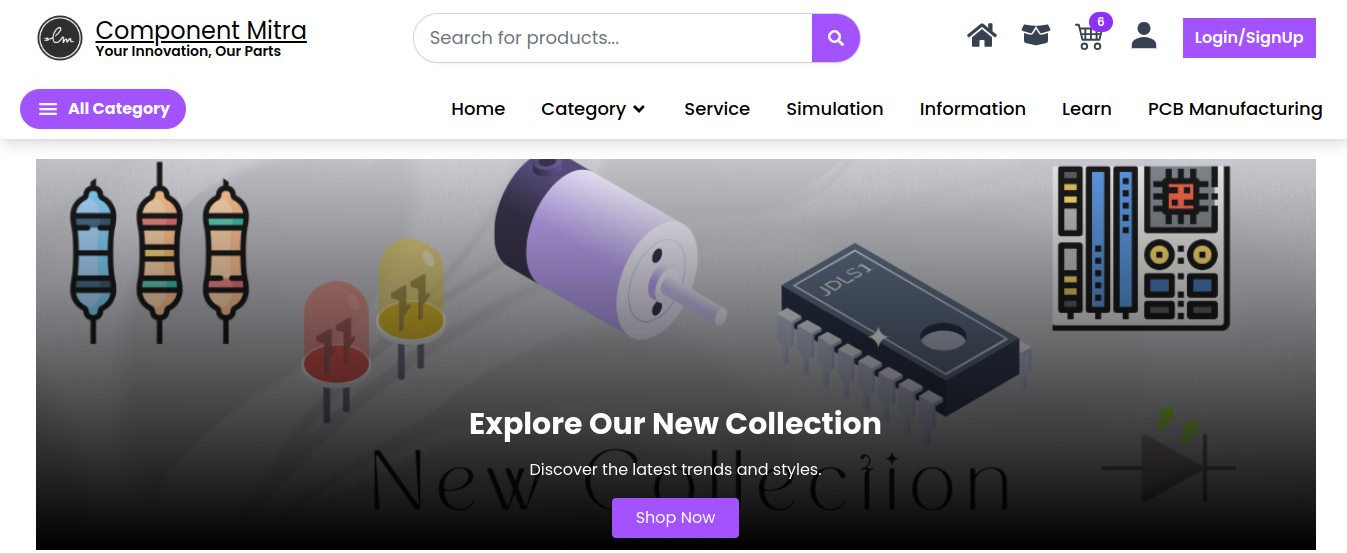 Component Mitra
Your Innovation, Our Parts
Search for products...
6
Login/SignUp
All Category
Home Category Service Simulation Information Learn PCB Manufacturing
JDLS1
Explore Our New Collection
New Collection
Discover the latest trends and styles.
Shop Now